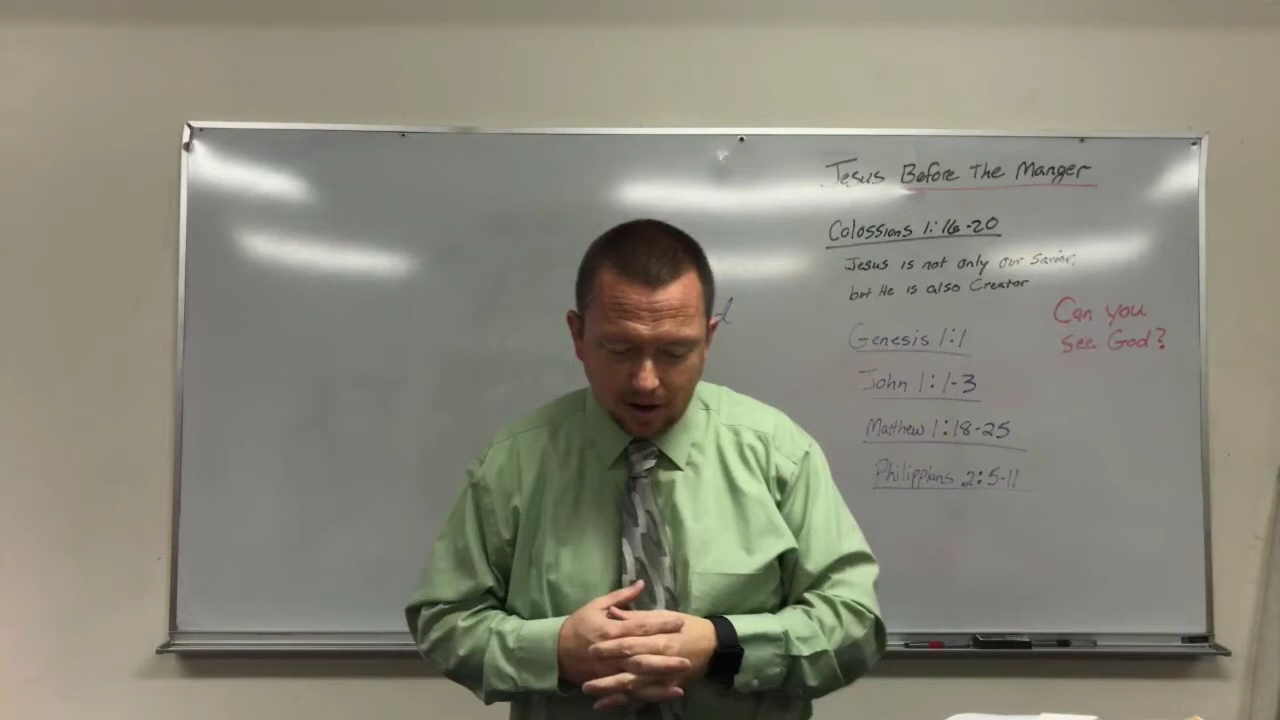 Jesus Before The Manger
Colossians 1:16-20
Jesus is not only our Savior,
but He is also Creator
Can you
see God?
Genesis 1:1
John 1:1-3
Matthew 1:18-25
Philippians 2:5-11